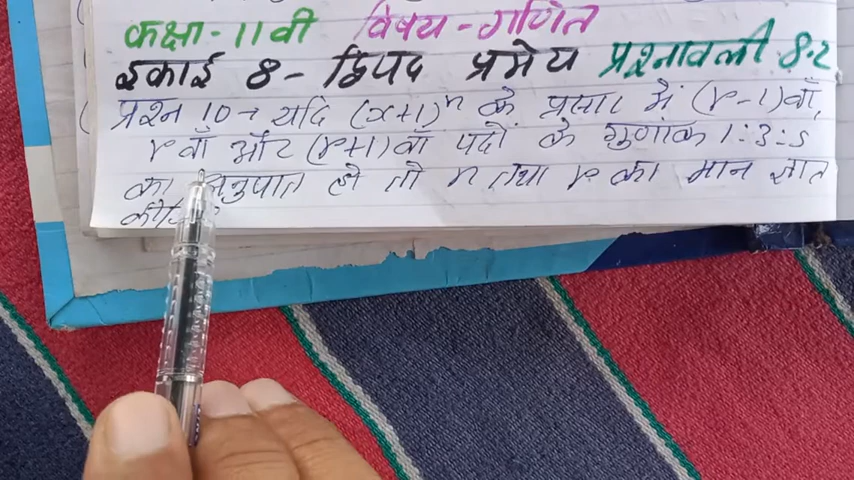 कक्षा - 11वीं विषय - गणित
इकाई 8 - द्विपद प्रमेय प्रश्नावली 8.2
प्रश्न 10 → यदि (x+1)ⁿ के प्रसार में (r-1)वाँ,
rवाँ और (r+1)वाँ पदों के गुणांक 1:3:5
का अनुपात हो तो n तथा r का मान ज्ञात